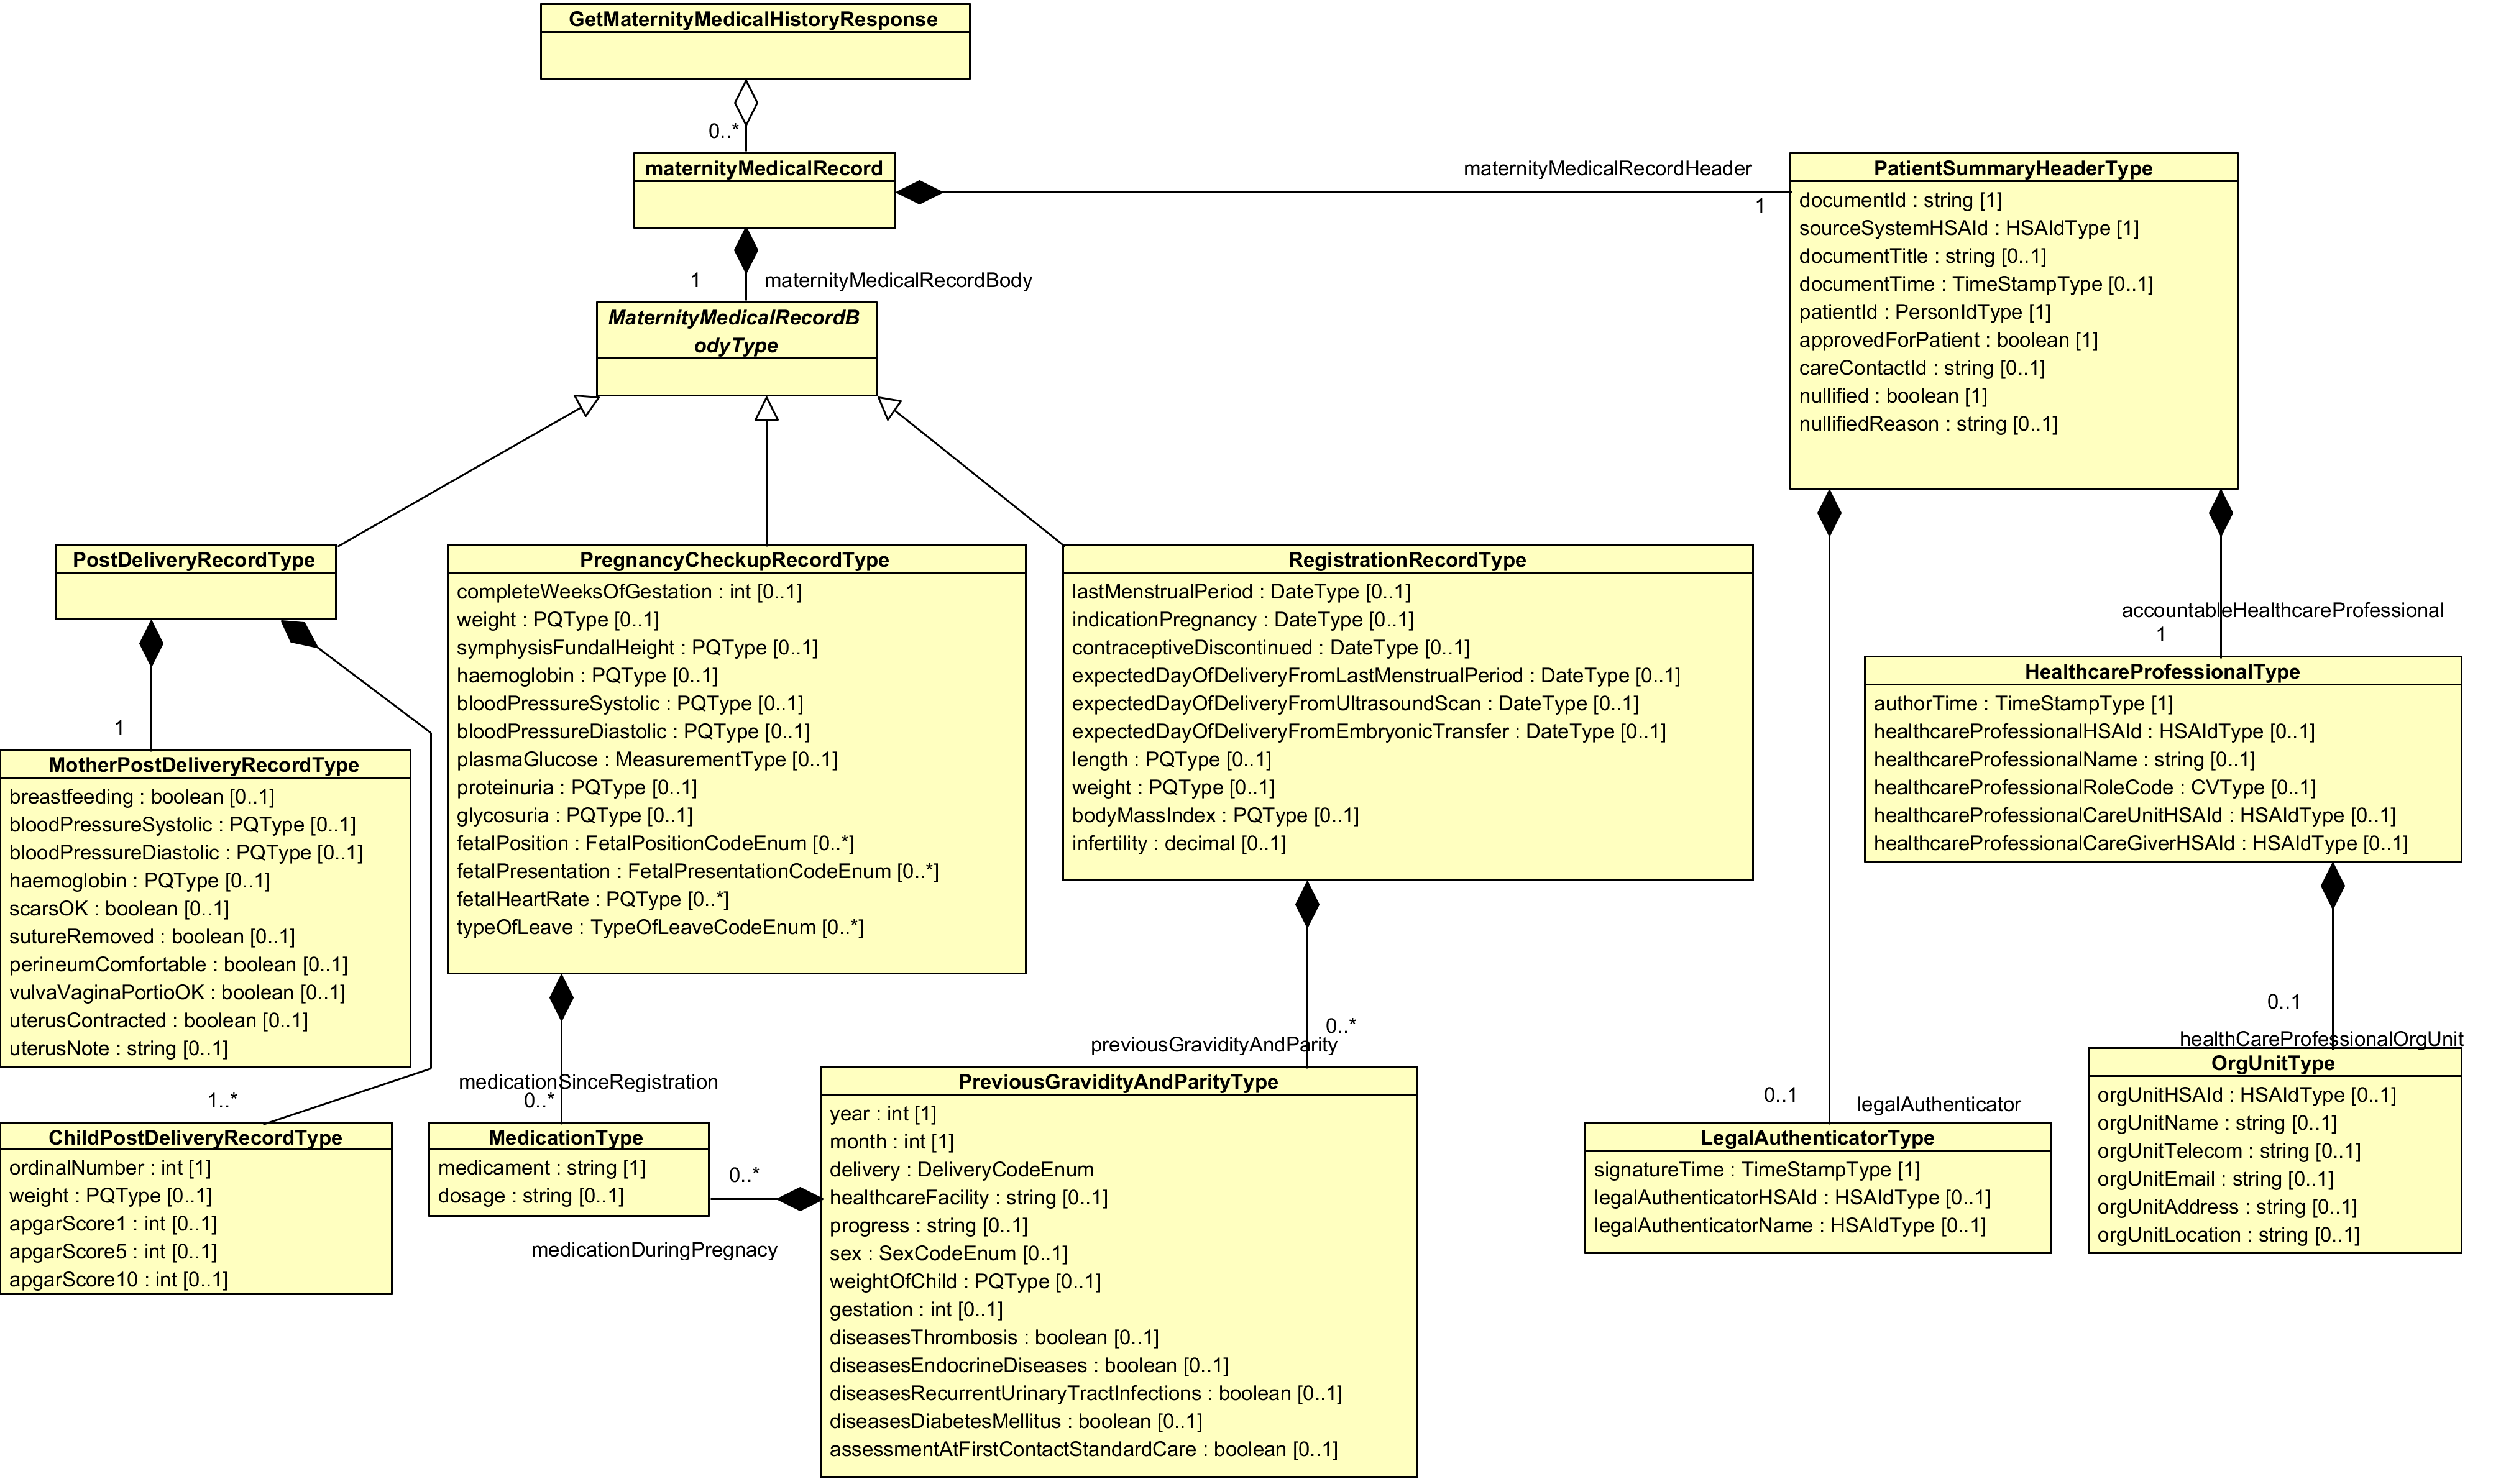 GetMaternityMedicalHistoryResponse
0..*
maternityMedicalRecord
maternityMedicalRecordHeader
1
1
maternityMedicalRecordBody
MaternityMedicalRecordB
odyType
PatientSummaryHeaderType
documentId : string [1]
sourceSystemHSAId : HSAIdType [1]
documentTitle : string [0..1]
documentTime : TimeStampType [0..1]
patientId : PersonIdType [1]
approvedForPatient : boolean [1]
careContactId : string [0..1]
nullified : boolean [1]
nullifiedReason : string [0..1]
PostDeliveryRecordType
1
MotherPostDeliveryRecordType
breastfeeding : boolean [0..1]
bloodPressureSystolic : PQType [0..1]
bloodPressureDiastolic : PQType [0..1]
haemoglobin : PQType [0..1]
scarsOK : boolean [0..1]
sutureRemoved : boolean [0..1]
perineumComfortable : boolean [0..1]
vulvaVaginaPortioOK : boolean [0..1]
uterusContracted : boolean [0..1]
uterusNote : string [0..1]
1..*
ChildPostDeliveryRecordType
ordinalNumber : int [1]
weight : PQType [0..1]
apgarScore1 : int [0..1]
apgarScore5 : int [0..1]
apgarScore10 : int [0..1]
PregnancyCheckupRecordType
completeWeeksOfGestation : int [0..1]
weight : PQType [0..1]
symphysisFundalHeight : PQType [0..1]
haemoglobin : PQType [0..1]
bloodPressureSystolic : PQType [0..1]
bloodPressureDiastolic : PQType [0..1]
plasmaGlucose : MeasurementType [0..1]
proteinuria : PQType [0..1]
glycosuria : PQType [0..1]
fetalPosition : FetalPositionCodeEnum [0..*]
fetalPresentation : FetalPresentationCodeEnum [0..*]
fetalHeartRate : PQType [0..*]
typeOfLeave : TypeOfLeaveCodeEnum [0..*]
medicationSinceRegistration
0..*
MedicationType
medicament : string [1]
dosage : string [0..1]
0..*
medicationDuringPregnacy
RegistrationRecordType
lastMenstrualPeriod : DateType [0..1]
indicationPregnancy : DateType [0..1]
contraceptiveDiscontinued : DateType [0..1]
expectedDayOfDeliveryFromLastMenstrualPeriod : DateType [0..1]
expectedDayOfDeliveryFromUltrasoundScan : DateType [0..1]
expectedDayOfDeliveryFromEmbryonicTransfer : DateType [0..1]
length : PQType [0..1]
weight : PQType [0..1]
bodyMassIndex : PQType [0..1]
infertility : decimal [0..1]
0..*
previousGravidityAndParity
PreviousGravidityAndParityType
year : int [1]
month : int [1]
delivery : DeliveryCodeEnum
healthcareFacility : string [0..1]
progress : string [0..1]
sex : SexCodeEnum [0..1]
weightOfChild : PQType [0..1]
gestation : int [0..1]
diseasesThrombosis : boolean [0..1]
diseasesEndocrineDiseases : boolean [0..1]
diseasesRecurrentUrinaryTractInfections : boolean [0..1]
diseasesDiabetesMellitus : boolean [0..1]
assessmentAtFirstContactStandardCare : boolean [0..1]
accountableHealthcareProfessional
1
HealthcareProfessionalType
authorTime : TimeStampType [1]
healthcareProfessionalHSAId : HSAIdType [0..1]
healthcareProfessionalName : string [0..1]
healthcareProfessionalRoleCode : CVType [0..1]
healthcareProfessionalCareUnitHSAId : HSAIdType [0..1]
healthcareProfessionalCareGiverHSAId : HSAIdType [0..1]
0..1
legalAuthenticator
LegalAuthenticatorType
signatureTime : TimeStampType [1]
legalAuthenticatorHSAId : HSAIdType [0..1]
legalAuthenticatorName : HSAIdType [0..1]
0..1
healthCareProfessionalOrgUnit
OrgUnitType
orgUnitHSAId : HSAIdType [0..1]
orgUnitName : string [0..1]
orgUnitTelecom : string [0..1]
orgUnitEmail : string [0..1]
orgUnitAddress : string [0..1]
orgUnitLocation : string [0..1]